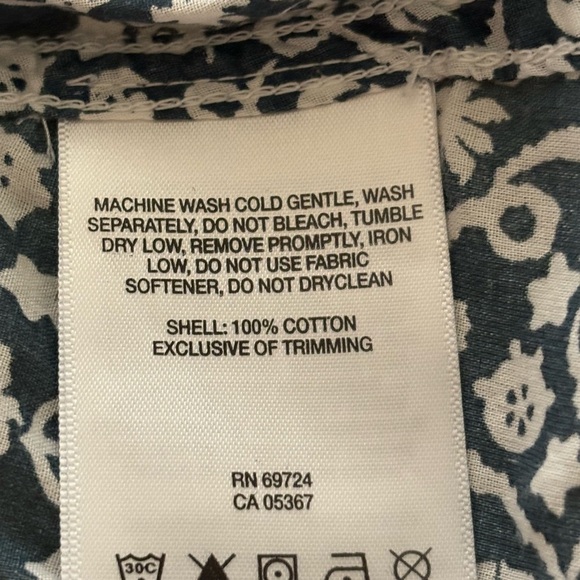 MACHINE WASH COLD GENTLE, WASH
SEPARATELY, DO NOT BLEACH, TUMBLE
DRY LOW, REMOVE PROMPTLY, IRON
LOW, DO NOT USE FABRIC
SOFTENER, DO NOT DRYCLEAN
SHELL: 100% COTTON
EXCLUSIVE OF TRIMMING
RN 69724
CA 05367
30C